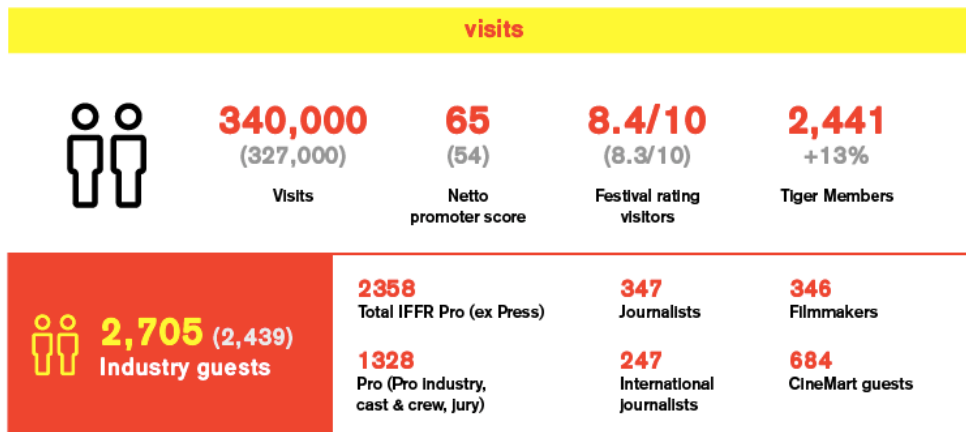 visits
340,000
(327,000)
Visits
65
(54)
Netto
promoter score
8.4/10
(8.3/10)
Festival rating
visitors
2,441
+13%
Tiger Members
2,705 (2,439)
Industry guests
2358
Total IFFR Pro (ex Press)
347
Journalists
346
Filmmakers
1328
Pro (Pro industry,
cast & crew, jury)
247
International
journalists
684
CineMart guests